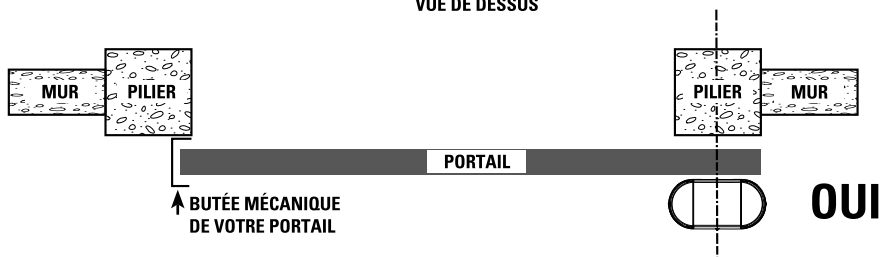 VUE DE DESSUS
MUR PILIER PILIER MUR
PORTAIL
BUTÉE MÉCANIQUE
DE VOTRE PORTAIL
OUI